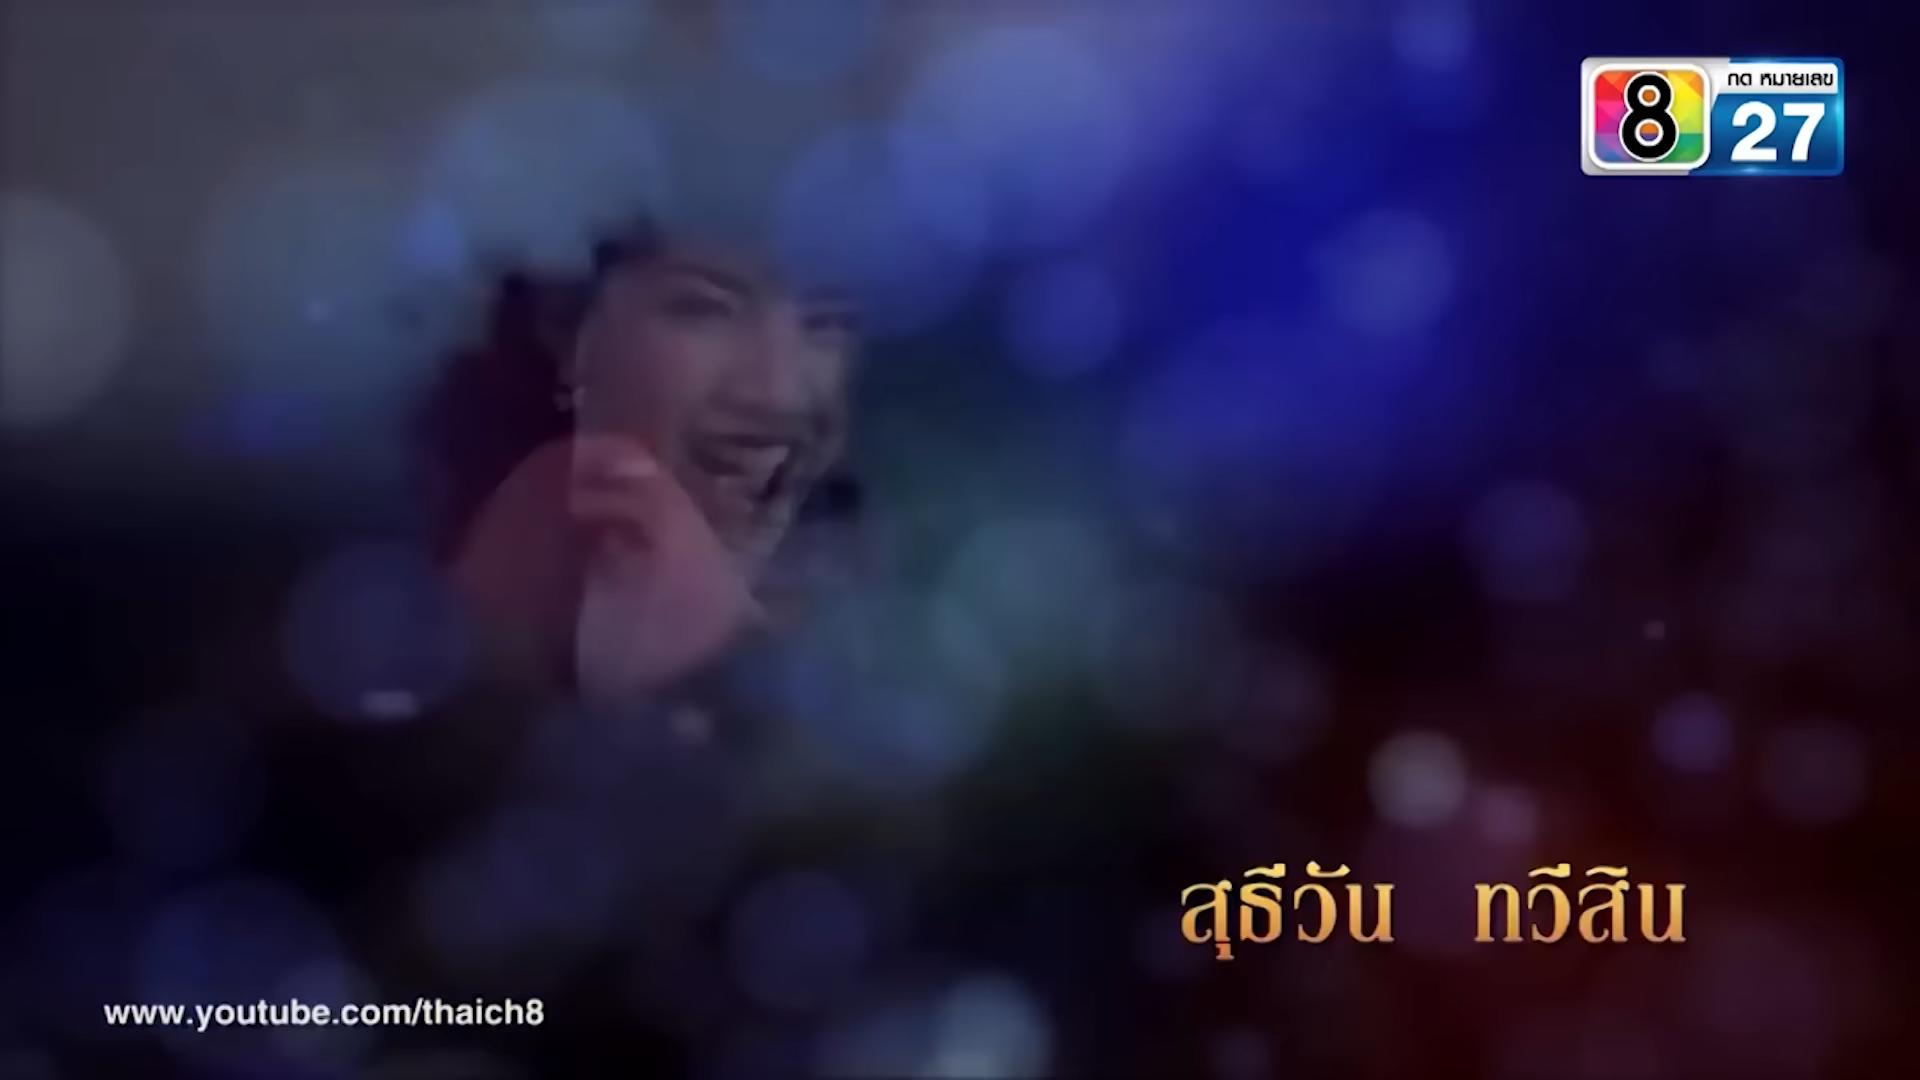 8
กด หมายเลข
27
สุธีวัน ทวีสิน
www.youtube.com/thaich8